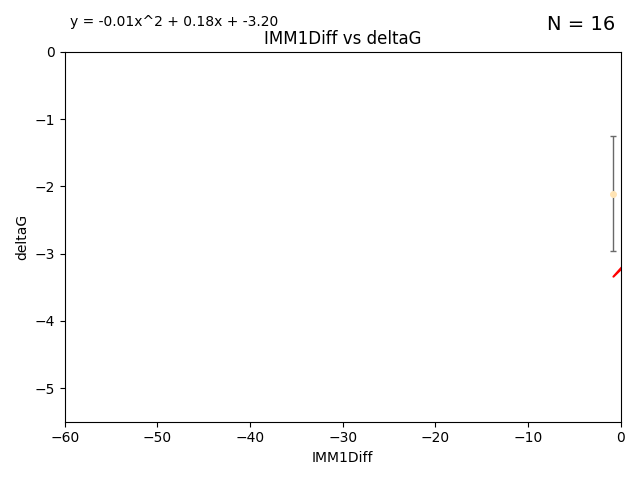 y = -0.01x^2 + 0.18x + -3.20
N = 16
IMM1Diff vs deltaG
0
−1
−2
−3
−4
−5
deltaG
−60 −50 −40 −30 −20 −10 0
IMM1Diff